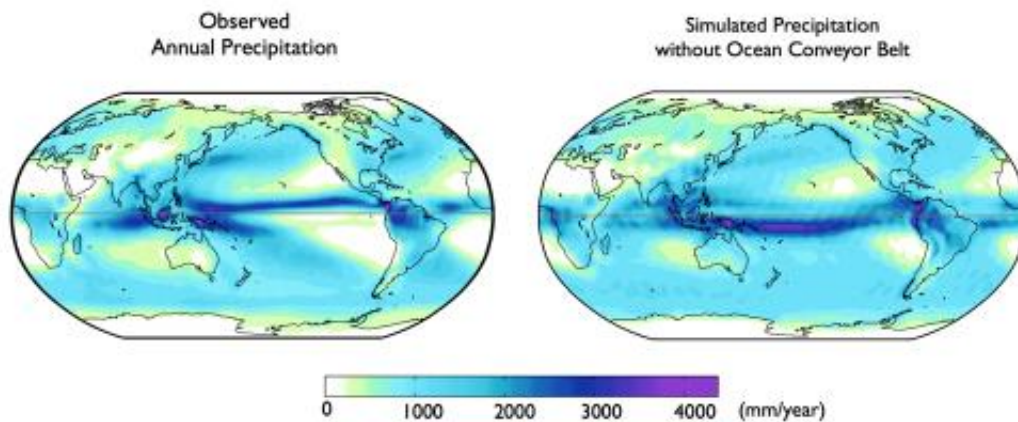 Observed
Annual Precipitation
Simulated Precipitation
without Ocean Conveyor Belt
0 1000 2000 3000 4000 (mm/year)